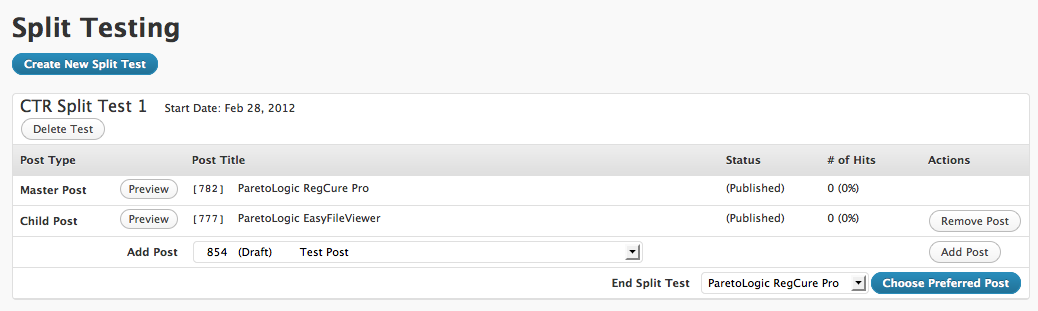 Split Testing
Create New Split Test
CTR Split Test 1 Start Date: Feb 28, 2012
Delete Test
Post Type Post Title Status # of Hits Actions
Master Post Preview [782] ParetoLogic RegCure Pro (Published) 0 (0%)
Child Post Preview [777] ParetoLogic EasyFileViewer (Published) 0 (0%) Remove Post
Add Post 854 (Draft) Test Post Add Post
End Split Test ParetoLogic RegCure Pro Choose Preferred Post